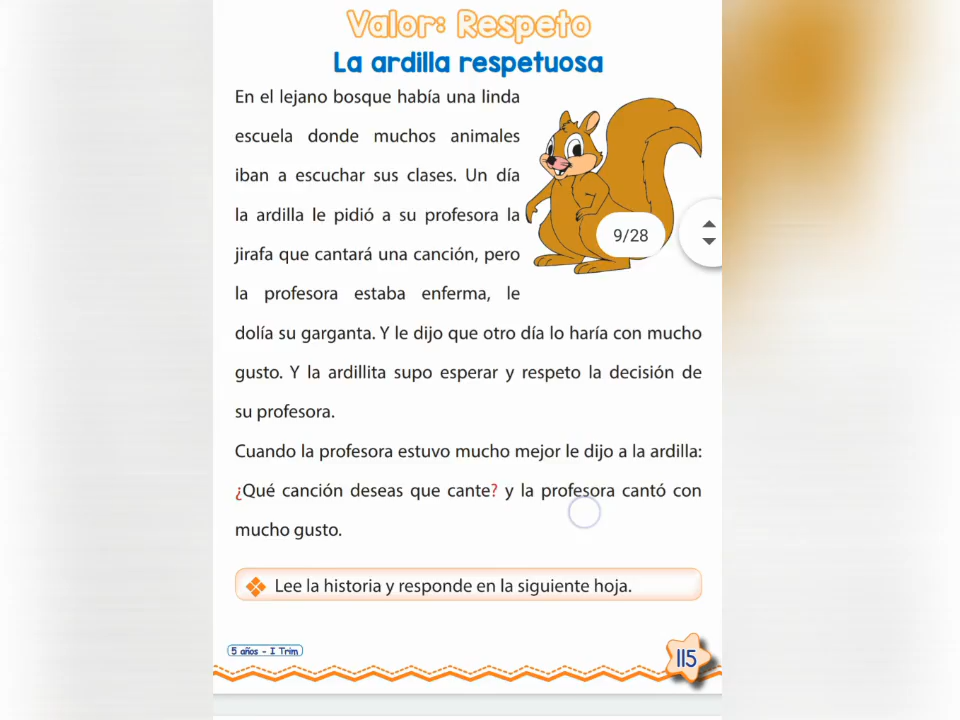 Valor: Respeto
La ardilla respetuosa
En el lejano bosque había una linda
escuela donde muchos animales
iban a escuchar sus clases. Un día
la ardilla le pidió a su profesora la
jirafa que cantará una canción, pero
la profesora estaba enferma, le
dolía su garganta. Y le dijo que otro día lo haría con mucho
gusto. Y la ardillita supo esperar y respeto la decisión de
su profesora.
Cuando la profesora estuvo mucho mejor le dijo a la ardilla:
¿Qué canción deseas que cante? y la profesora cantó con
mucho gusto.
9/28
Lee la historia y responde en la siguiente hoja.
5 años - I Trim
115